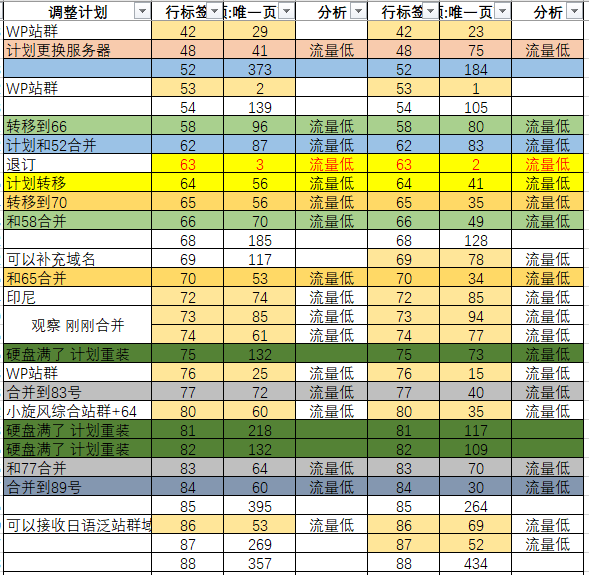 调整计划 行标签 项:唯一页 分析 行标签 项:唯一页 分析
WP站群 42 29 42 23
计划更换服务器 48 41 流量低 48 75 流量低
52 373 52 184
WP站群 53 2 53 1
54 139 54 105
转移到66 58 96 流量低 58 80 流量低
计划和52合并 62 87 流量低 62 83 流量低
退订 63 3 流量低 63 2 流量低
计划转移 64 56 流量低 64 41 流量低
转移到70 65 56 流量低 65 35 流量低
和58合并 66 70 流量低 66 49 流量低
68 185 68 128
可以补充域名 69 117 69 78 流量低
和65合并 70 53 流量低 70 34 流量低
印尼 72 74 流量低 72 85 流量低
观察 刚刚合并 73 85 流量低 73 94 流量低
74 61 流量低 74 77 流量低
硬盘满了 计划重装 75 132 75 73 流量低
WP站群 76 25 流量低 76 15 流量低
合并到83号 77 72 流量低 77 40 流量低
小旋风综合站群+64 80 60 流量低 80 35 流量低
硬盘满了 计划重装 81 218 81 117
硬盘满了 计划重装 82 132 82 109
和77合并 83 64 流量低 83 70 流量低
合并到89号 84 60 流量低 84 30 流量低
85 395 85 264
可以接收日语泛站群域 86 53 流量低 86 69 流量低
87 269 87 52 流量低
88 357 88 434